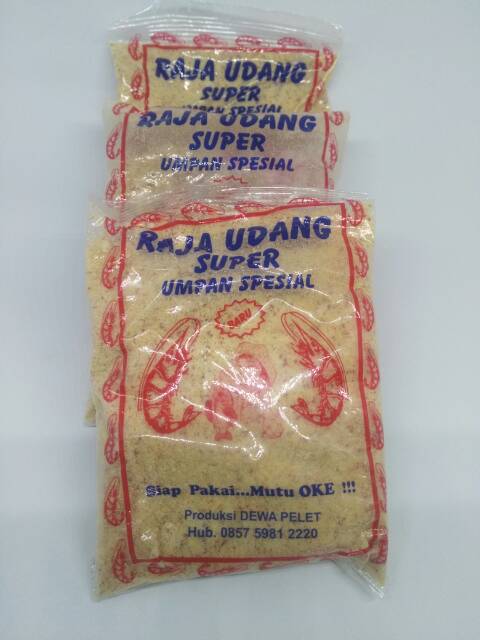 RAJA UDANG
SUPER
UMPAN SPESIAL
RAJA UDANG
SUPER
UMPAN SPESIAL
RAJA UDANG
SUPER
UMPAN SPESIAL
BARU
Siap Pakai...Mutu OKE !!!
Produksi DEWA PELET
Hub. 0857 5981 2220